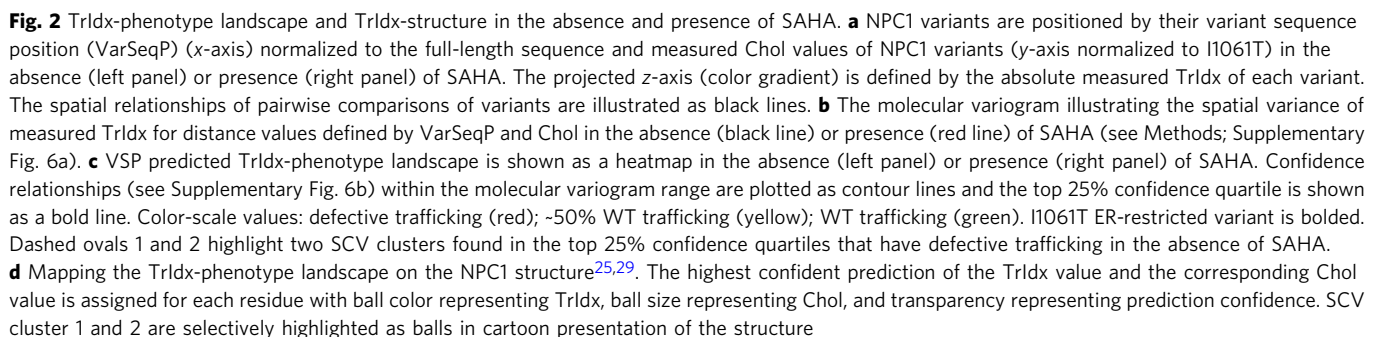 Fig. 2 TrIdx-phenotype landscape and TrIdx-structure in the absence and presence of SAHA. a NPC1 variants are positioned by their variant sequence
position (VarSeqP) (x-axis) normalized to the full-length sequence and measured Chol values of NPC1 variants (y-axis normalized to I1061T) in the
absence (left panel) or presence (right panel) of SAHA. The projected z-axis (color gradient) is defined by the absolute measured TrIdx of each variant.
The spatial relationships of pairwise comparisons of variants are illustrated as black lines. b The molecular variogram illustrating the spatial variance of
measured TrIdx for distance values defined by VarSeqP and Chol in the absence (black line) or presence (red line) of SAHA (see Methods; Supplementary
Fig. 6a). c VSP predicted TrIdx-phenotype landscape is shown as a heatmap in the absence (left panel) or presence (right panel) of SAHA. Confidence
relationships (see Supplementary Fig. 6b) within the molecular variogram range are plotted as contour lines and the top 25% confidence quartile is shown
as a bold line. Color-scale values: defective trafficking (red); ~50% WT trafficking (yellow); WT trafficking (green). I1061T ER-restricted variant is bolded.
Dashed ovals 1 and 2 highlight two SCV clusters found in the top 25% confidence quartiles that have defective trafficking in the absence of SAHA.
d Mapping the TrIdx-phenotype landscape on the NPC1 structure25,29. The highest confident prediction of the TrIdx value and the corresponding Chol
value is assigned for each residue with ball color representing TrIdx, ball size representing Chol, and transparency representing prediction confidence. SCV
cluster 1 and 2 are selectively highlighted as balls in cartoon presentation of the structure